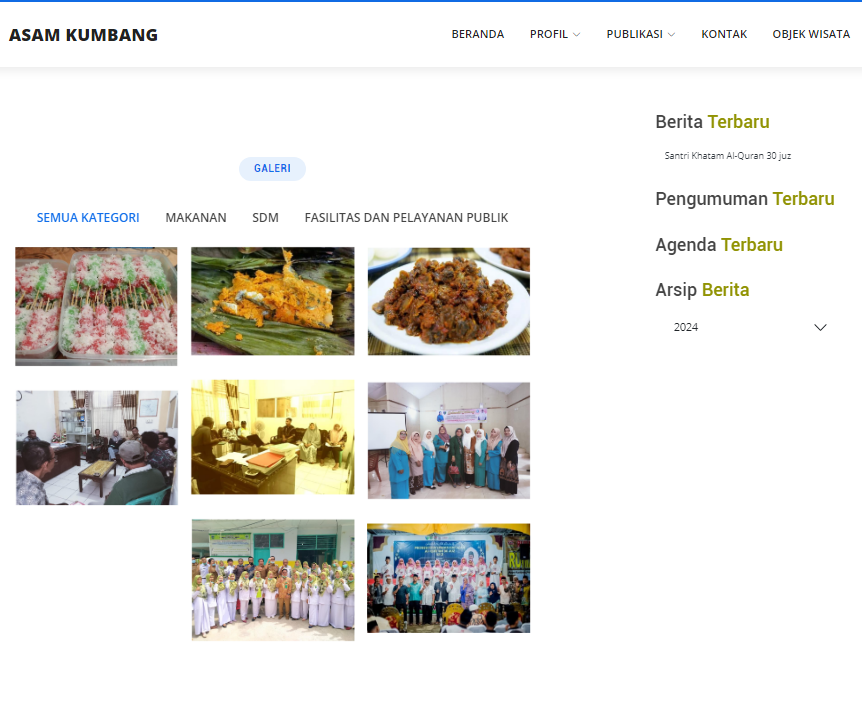 ASAM KUMBANG
BERANDA
PROFIL
PUBLIKASI
KONTAK
OBJEK WISATA
GALERI
SEMUA KATEGORI
MAKANAN
SDM
FASILITAS DAN PELAYANAN PUBLIK
Berita Terbaru
Santri Khatam Al-Quran 30 juz
Pengumuman Terbaru
Agenda Terbaru
Arsip Berita
2024